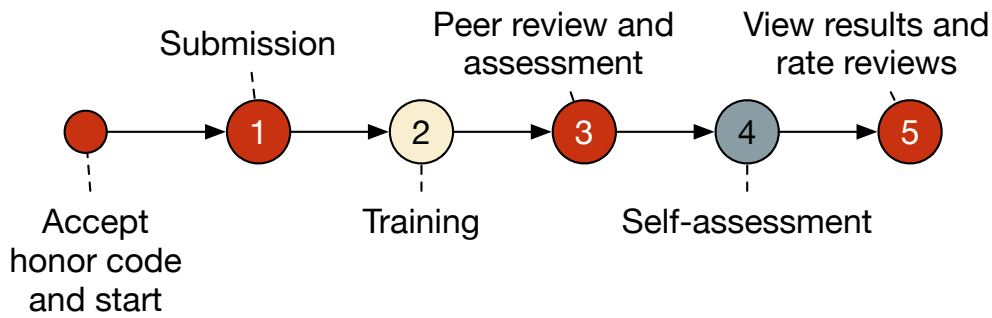 Submission
Peer review and
assessment
View results and
rate reviews
1
2
3
4
5
Accept
honor code
and start
Training
Self-assessment